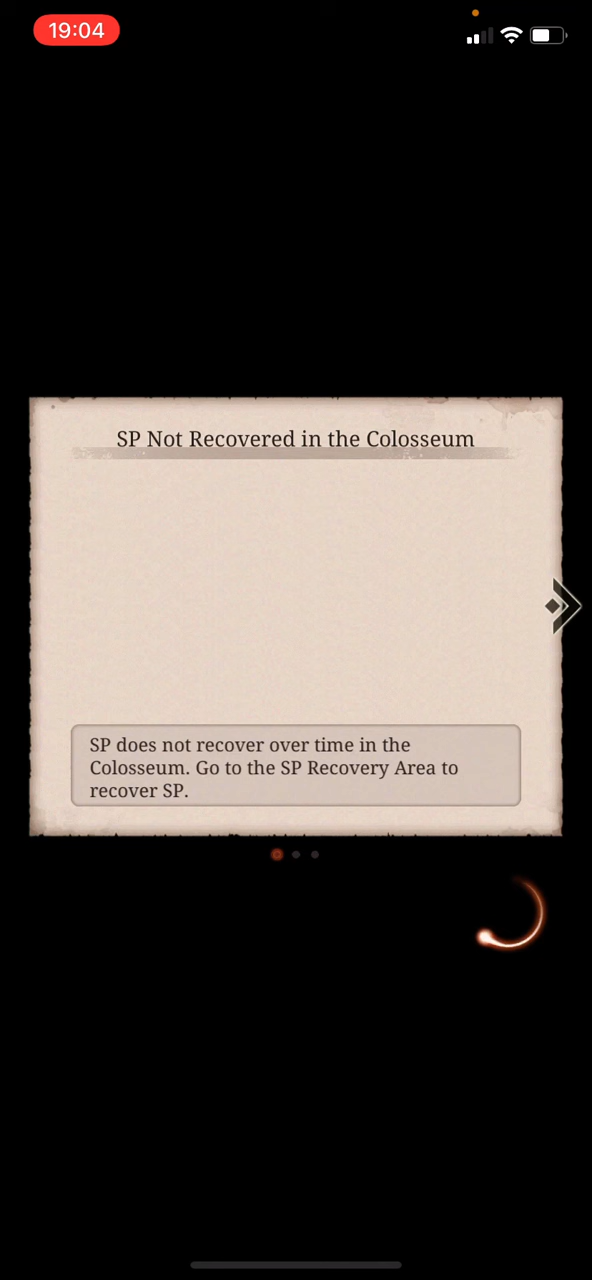 19:04
SP Not Recovered in the Colosseum
SP does not recover over time in the
Colosseum. Go to the SP Recovery Area to
recover SP.